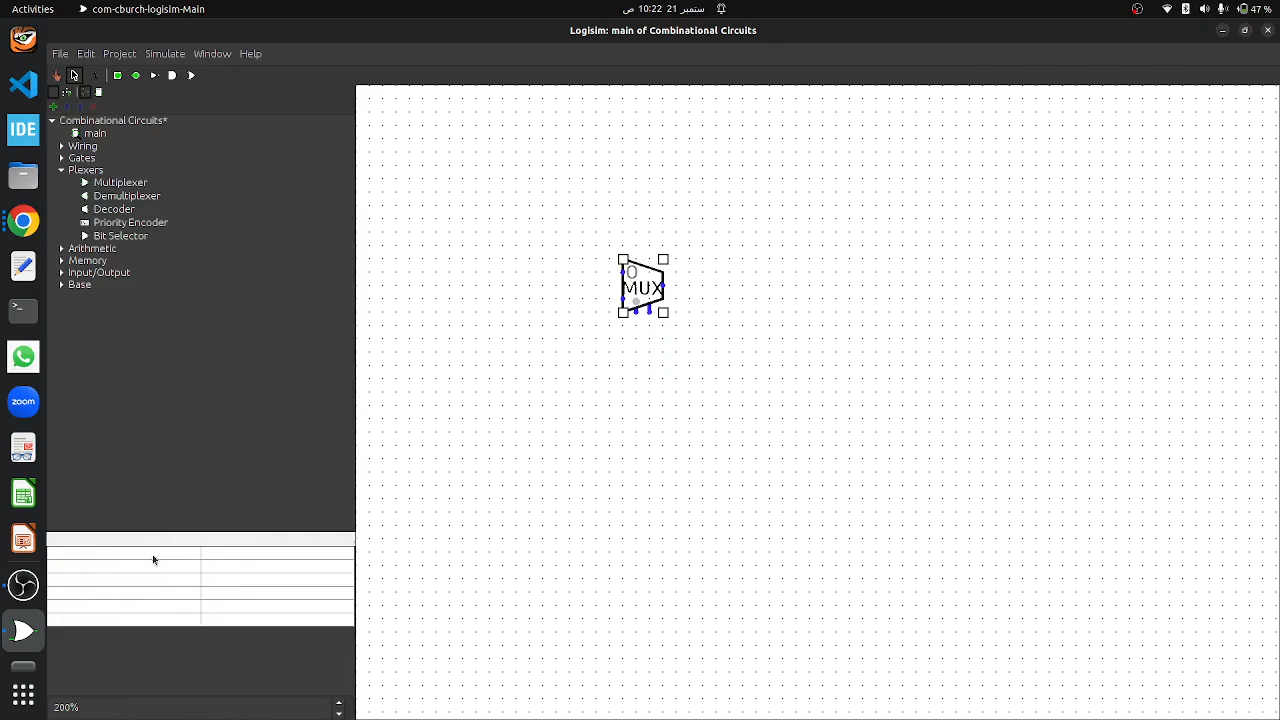 Activities
com-cburch-logisim-Main
ص 10:22 21 سبتمبر
47 %
Logisim: main of Combinational Circuits
File Edit Project Simulate Window Help
Combinational Circuits*
main
Wiring
Gates
Plexers
Multiplexer
Demultiplexer
Decoder
Priority Encoder
Bit Selector
Arithmetic
Memory
Input/Output
Base
0
MUX
IDE
zoom
200%